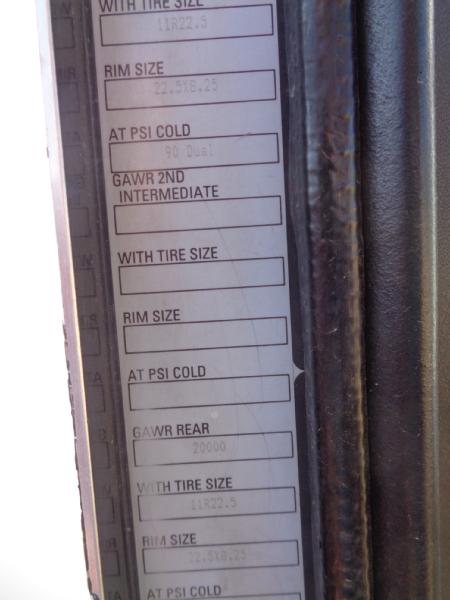 WITH TIRE SIZE
11R22.5
RIM SIZE
22.5X8.25
AT PSI COLD
90 Dual
GAWR 2ND
INTERMEDIATE
WITH TIRE SIZE
RIM SIZE
AT PSI COLD
GAWR REAR
20000
WITH TIRE SIZE
11R22.5
RIM SIZE
22.5X8.25
AT PSI COLD